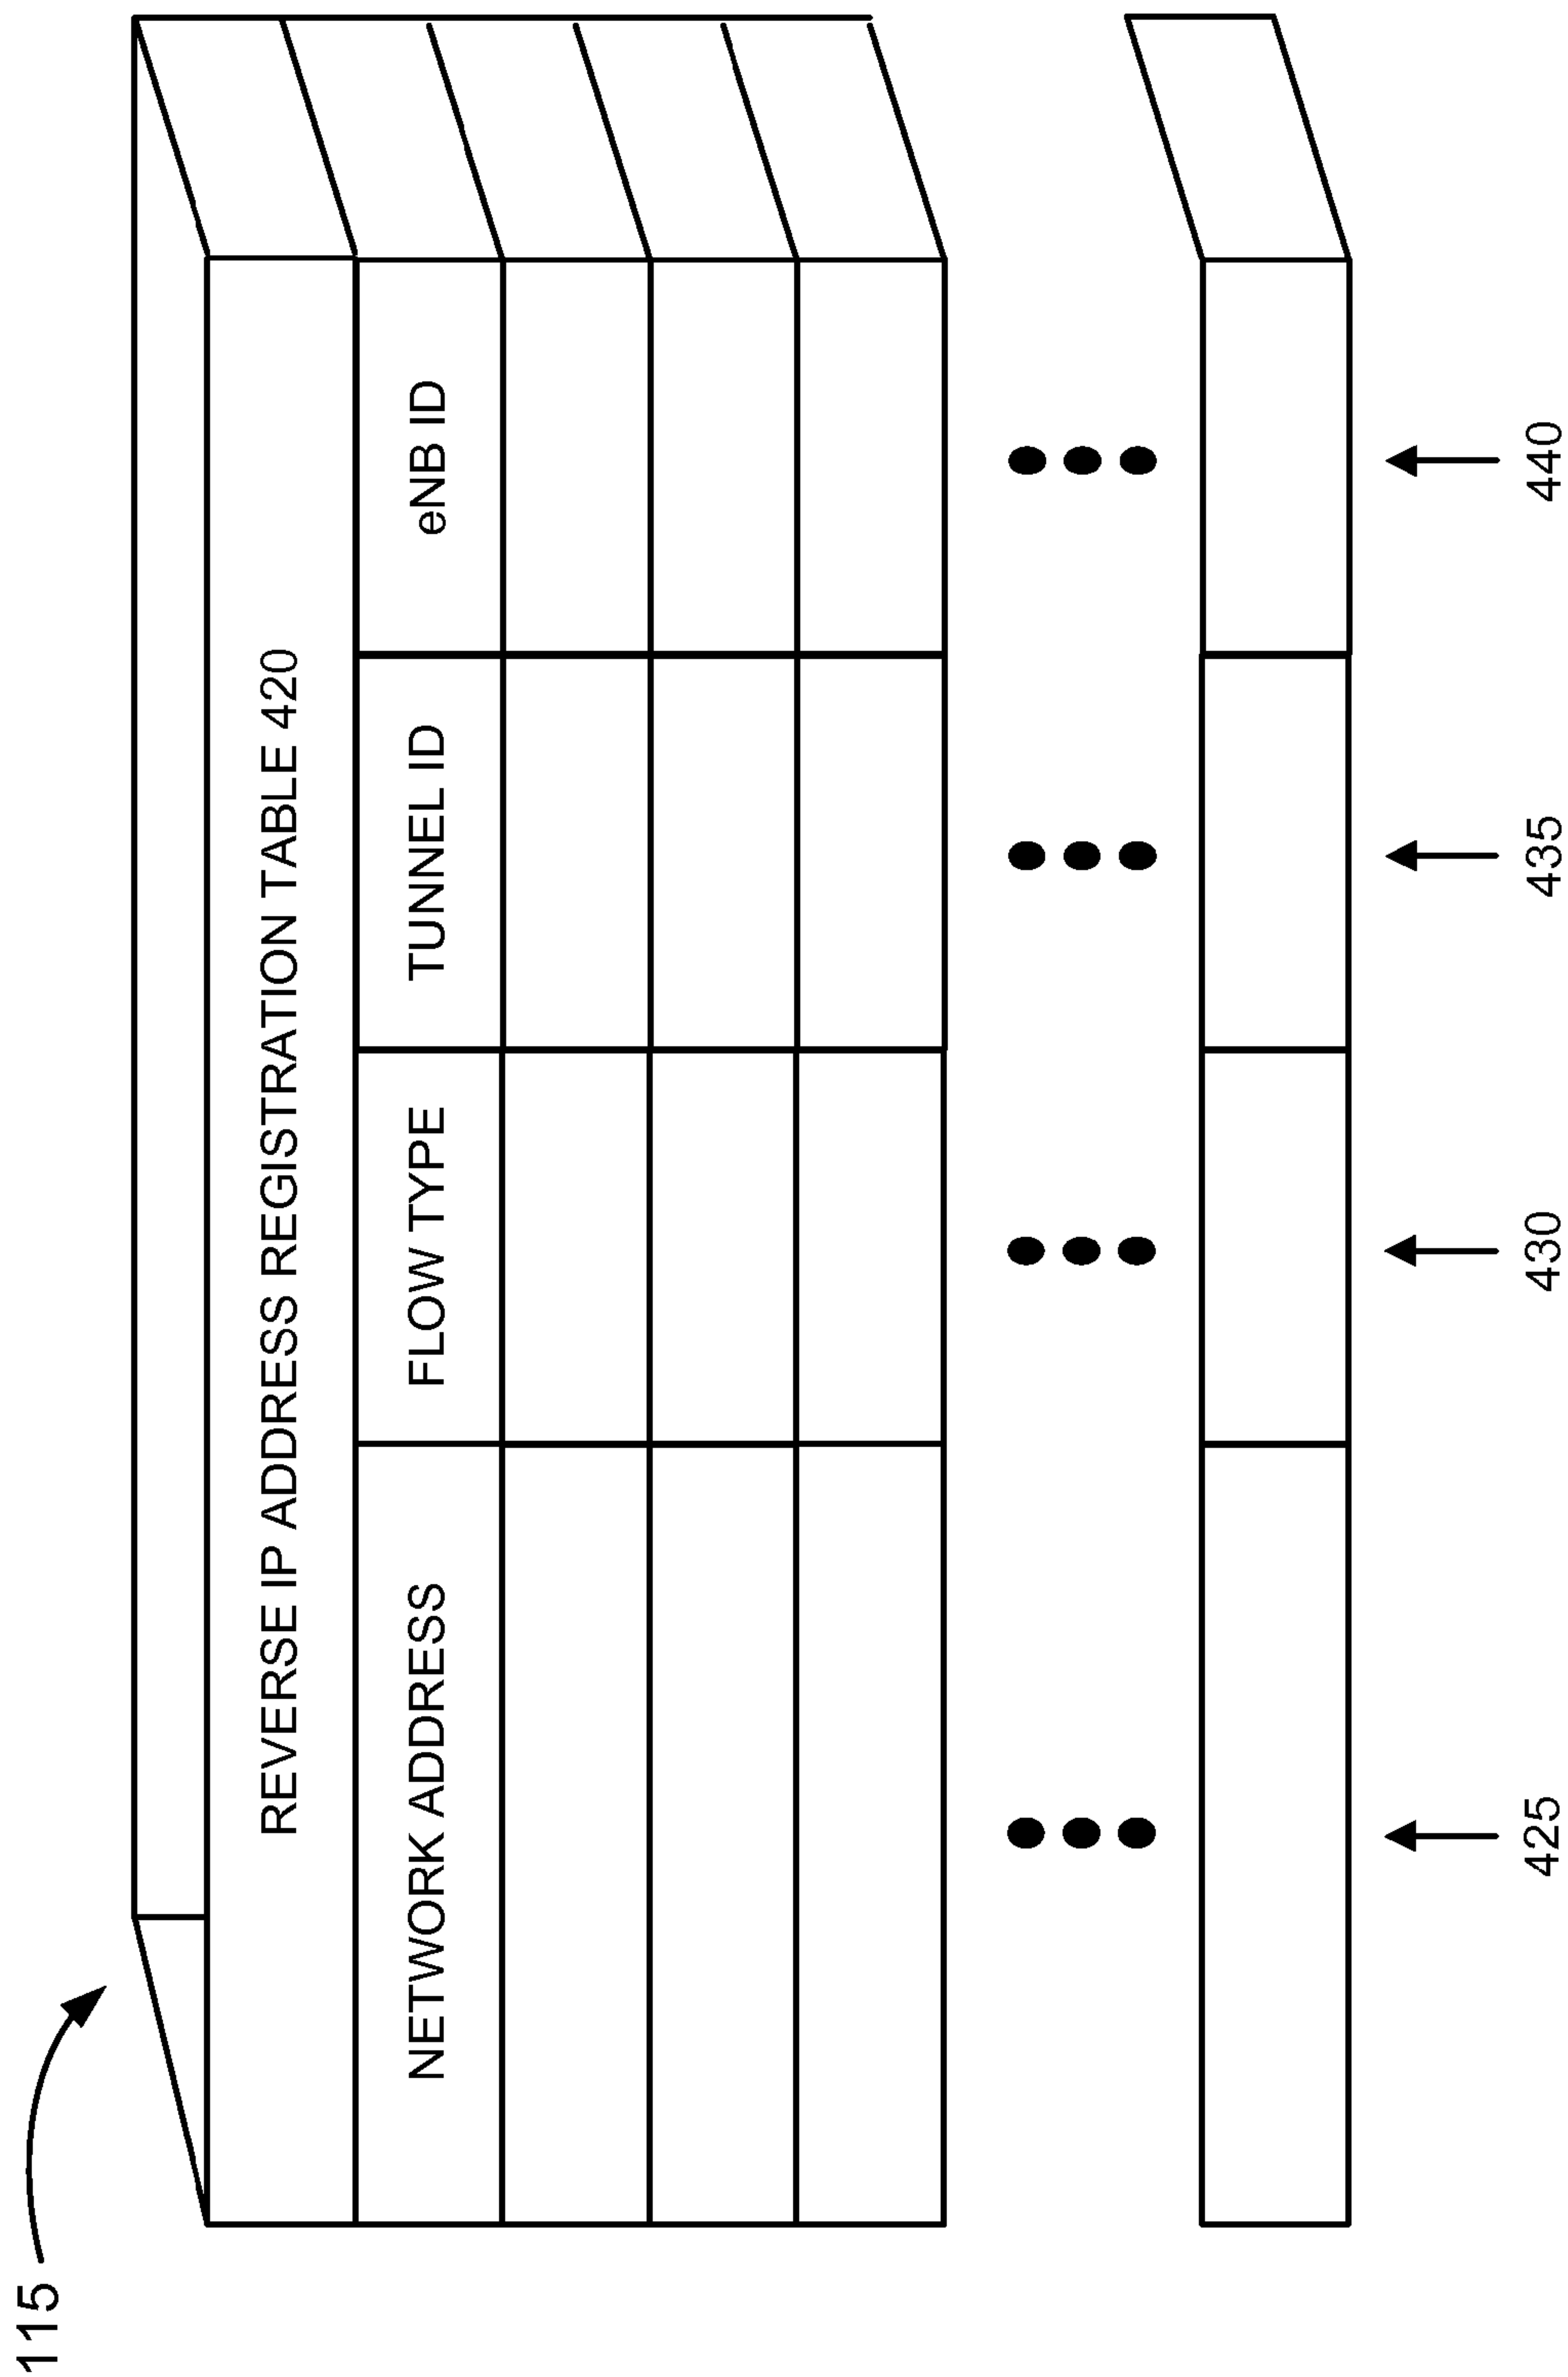 115
REVERSE IP ADDRESS REGISTRATION TABLE 420
NETWORK ADDRESS
FLOW TYPE
TUNNEL ID
eNB ID
425
430
435
440